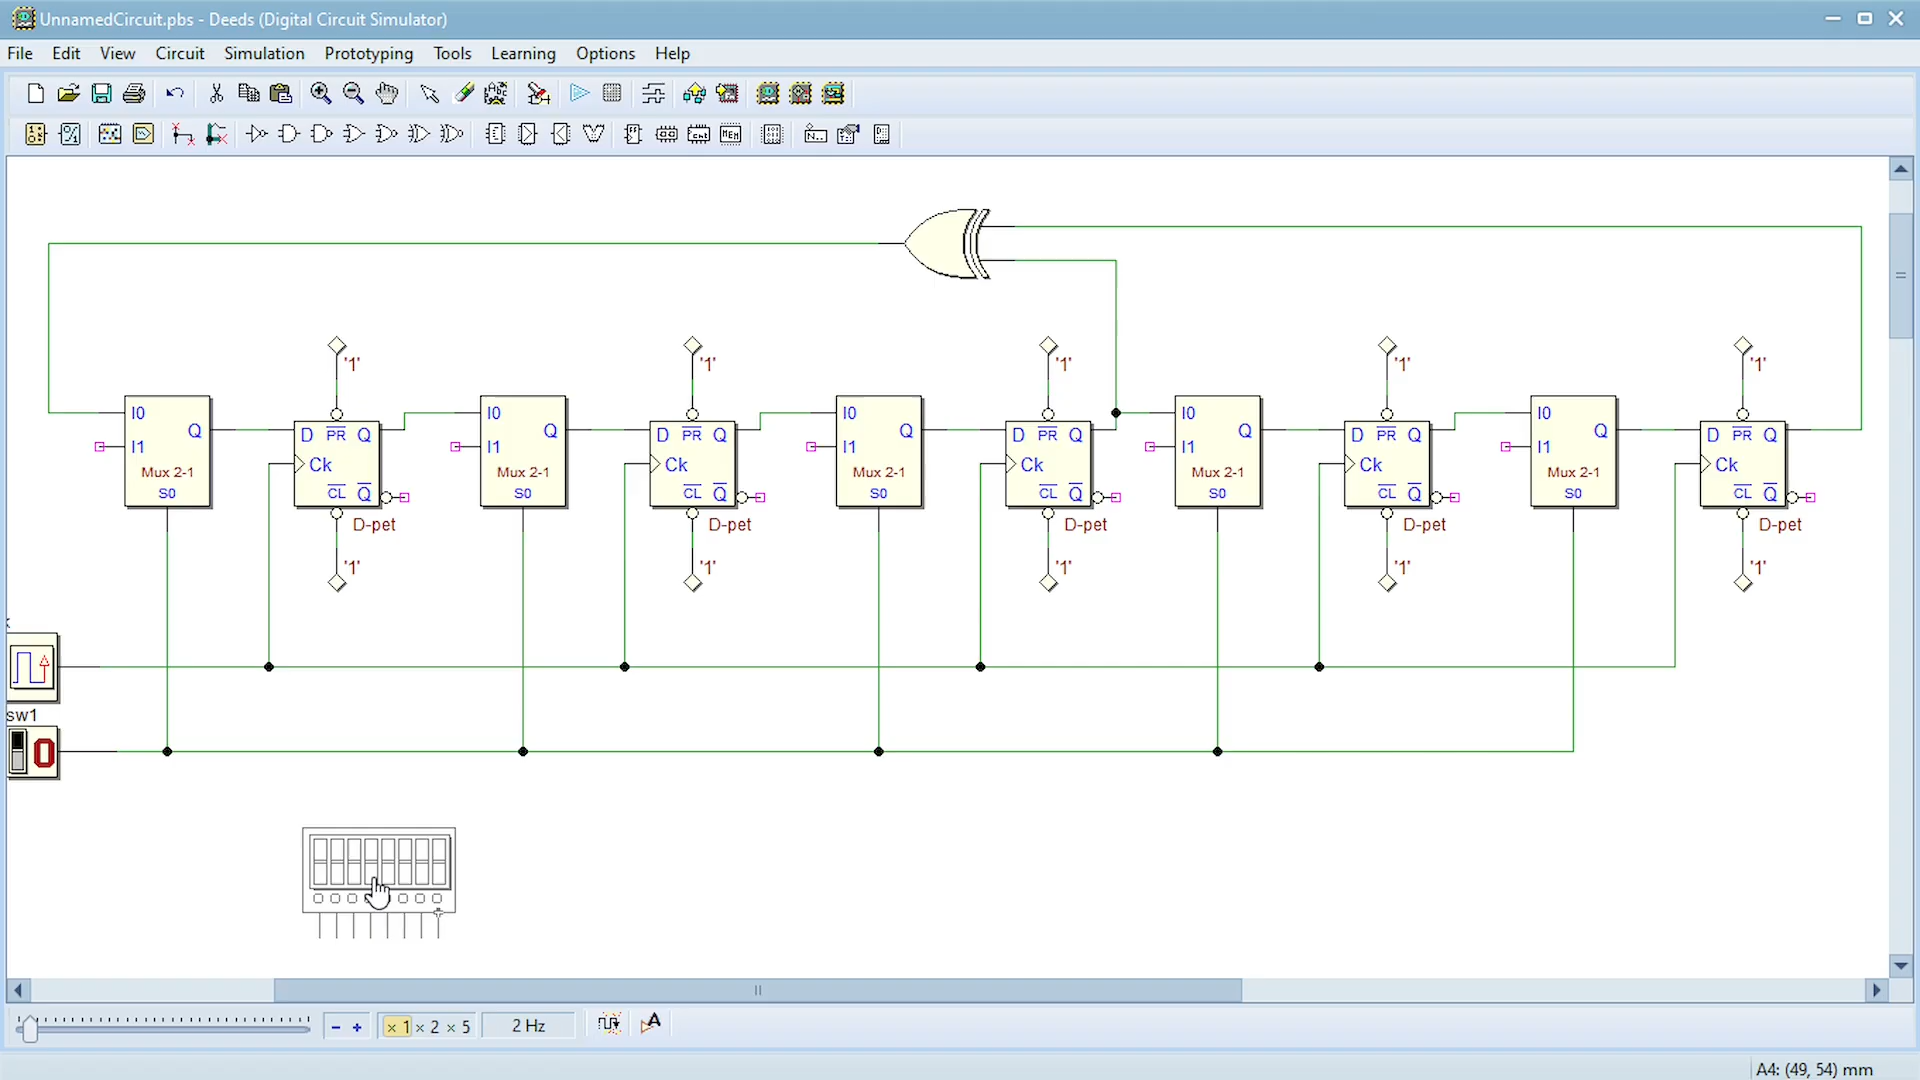 UnnamedCircuit.pbs - Deeds (Digital Circuit Simulator)
File Edit View Circuit Simulation Prototyping Tools Learning Options Help
'1' '1' '1' '1' '1'
I0 I0 I0 I0 I0
Q D PR Q Q D PR Q Q D PR Q Q D PR Q Q D PR Q
I1 I1 I1 I1 I1
Mux 2-1 Ck Mux 2-1 Ck Mux 2-1 Ck Mux 2-1 Ck Mux 2-1 Ck
S0 CL Q S0 CL Q S0 CL Q S0 CL Q S0 CL Q
D-pet D-pet D-pet D-pet D-pet
'1' '1' '1' '1' '1'
sw1
0
- + × 1 × 2 × 5 2 Hz
A4: (49, 54) mm